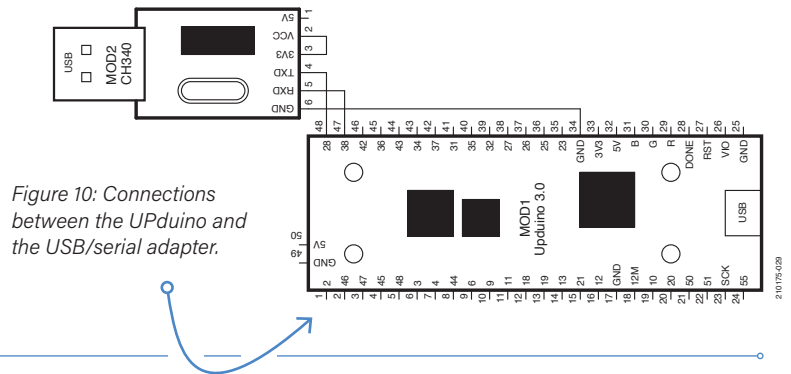 USB
MOD2
CH340
5V 1
VCC 2
3V3 3
TXD 4
RXD 5
GND 6
48 47 46 45 44 43 42 41 40 39 38 37 36 35 34 33 32 31 30 29 28 27 26 25
28 38 42 36 43 34 37 31 35 32 27 26 25 23 GND 3V3 5V B G R DONE RST VIO GND
Figure 10: Connections
between the UPduino and
the USB/serial adapter.
50 5V
49 GND
MOD1
Upduino 3.0
USB
2 46 47 45 48 3 4 44 6 9 11 18 19 13 21 12 GND 12M 10 20 50 51 SCK 55
1 2 3 4 5 6 7 8 9 10 11 12 13 14 15 16 17 18 19 20 21 22 23 24
210175-029